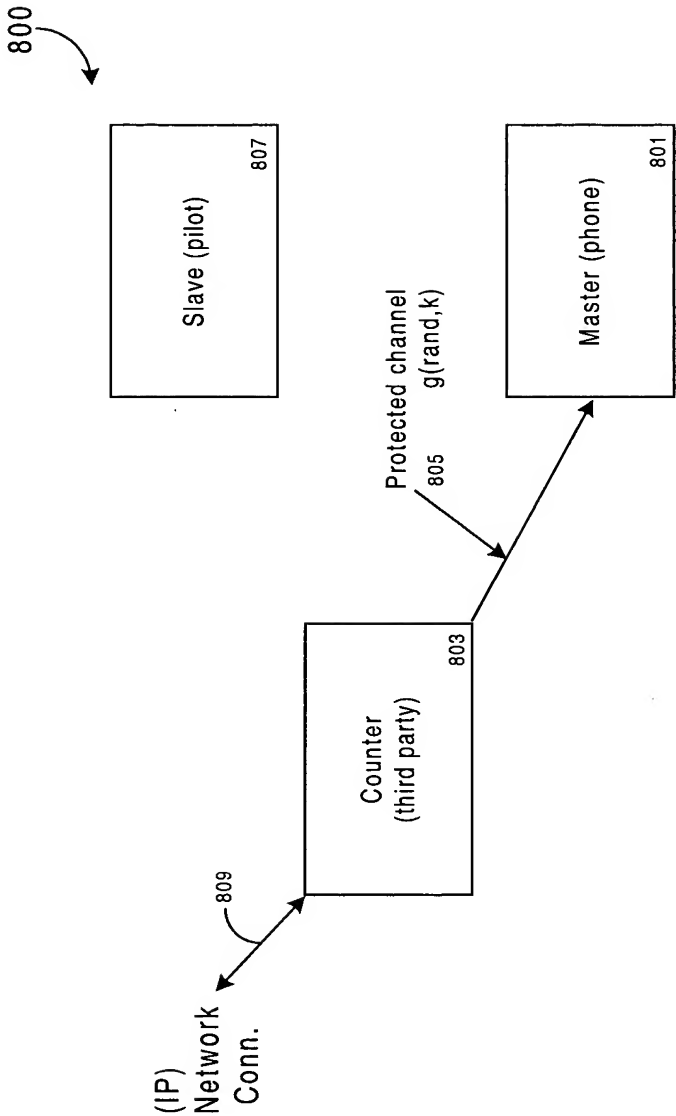 800
Slave (pilot)
807
Protected channel
805 g(rand,k)
Master (phone)
801
Counter
(third party)
803
809
(IP)
Network
Conn.